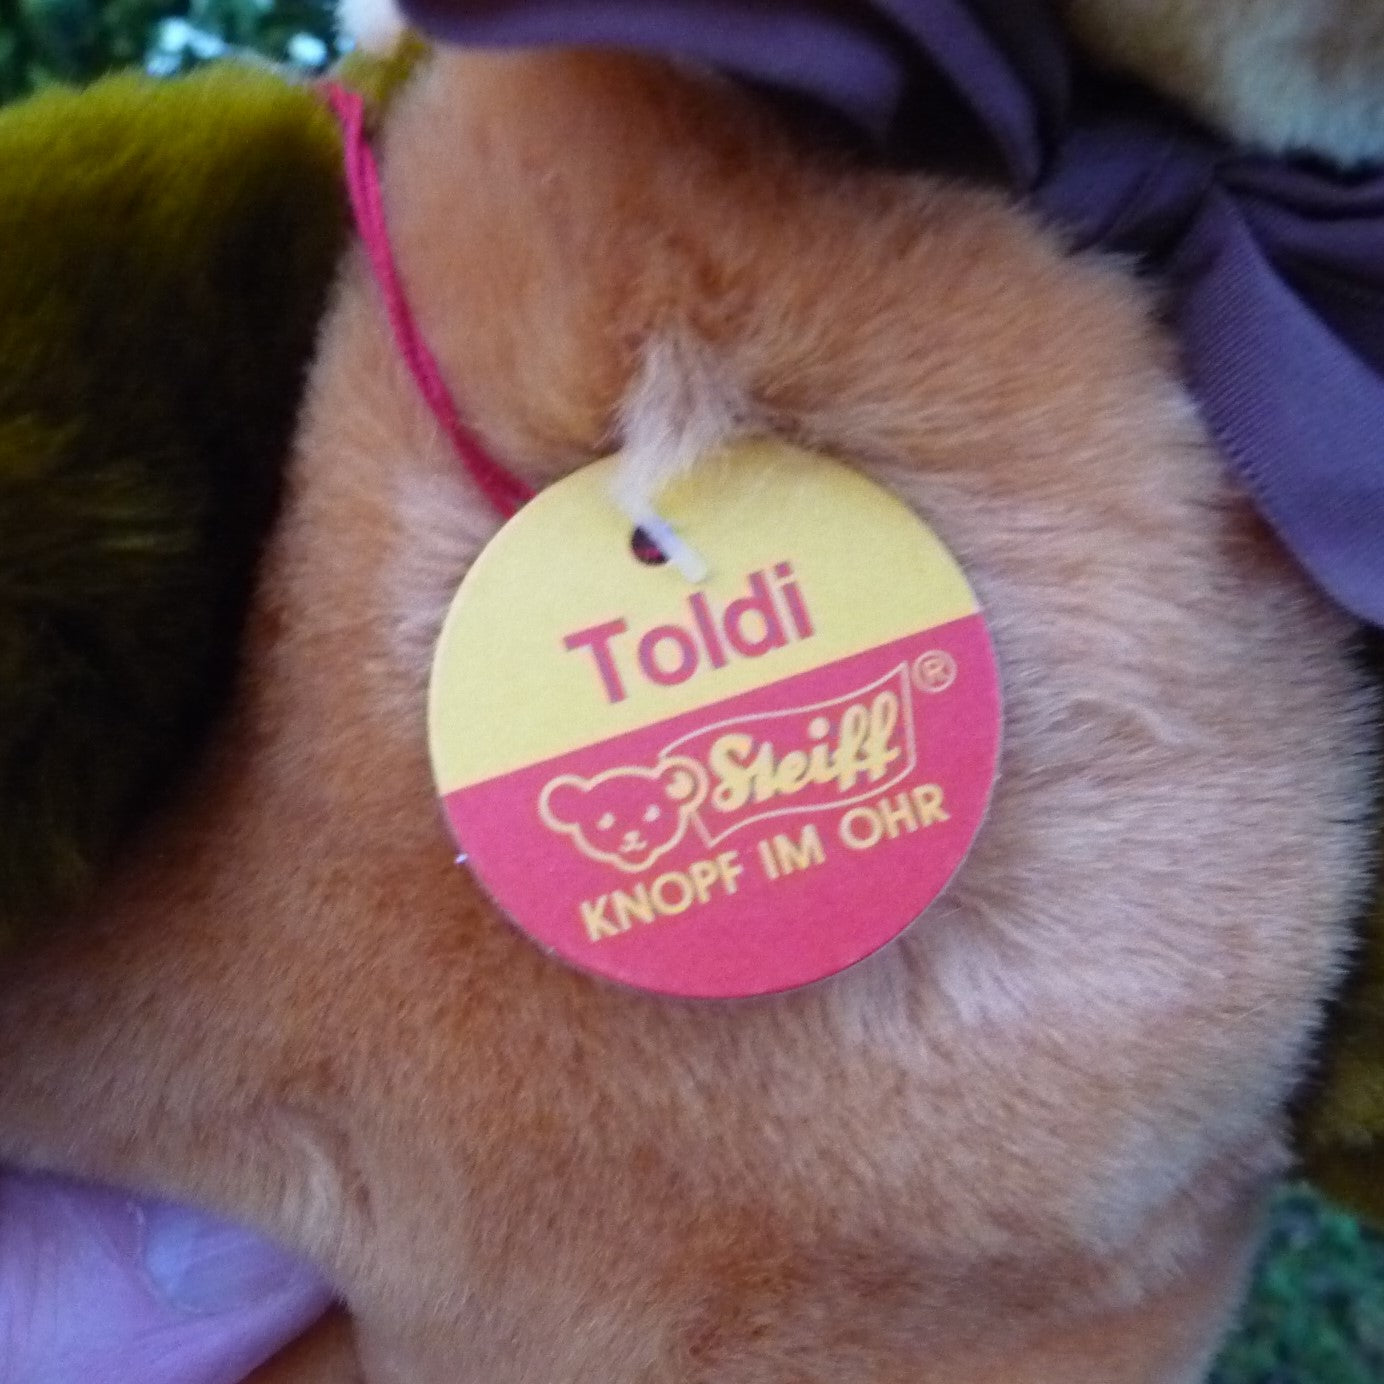 Toldi
Steiff ®
KNOPF IM OHR